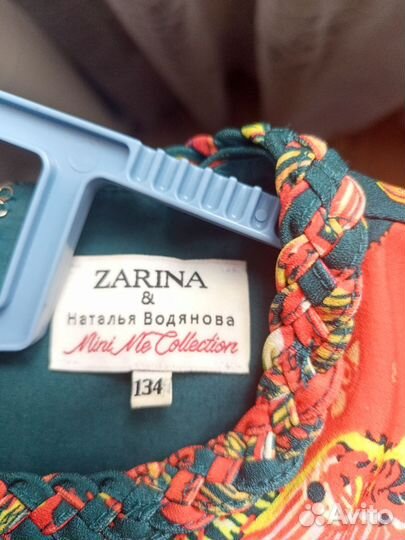 ZARINA
&
Наталья Водянова
Mini Me Collection
134
Avito